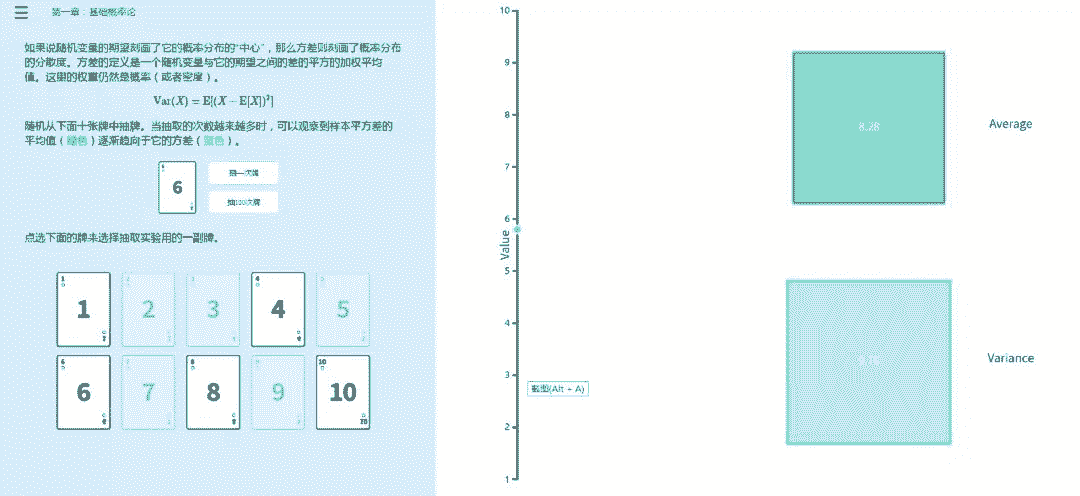 第一章：基础概率论
如果说随机变量的期望刻画了它的概率分布的“中心”，那么方差则刻画了概率分布
的分散度。方差的定义是一个随机变量与它的期望之间的差的平方的加权平均
值。这里的权重仍然是概率（或者密度）。
Var(X) = E[(X − E[X])²]
随机从下面十张牌中抽牌。当抽取的次数越来越多时，可以观察到样本平方差的
平均值（绿色）逐渐趋向于它的方差（蓝色）。
6
抽一次牌
抽100次牌
点选下面的牌来选择抽取实验用的一副牌。
1 2 3 4 5
6 7 8 9 10
10
9
8
7
6
5
4
3
2
1
Value
截图(Alt + A)
8.28
Average
Variance